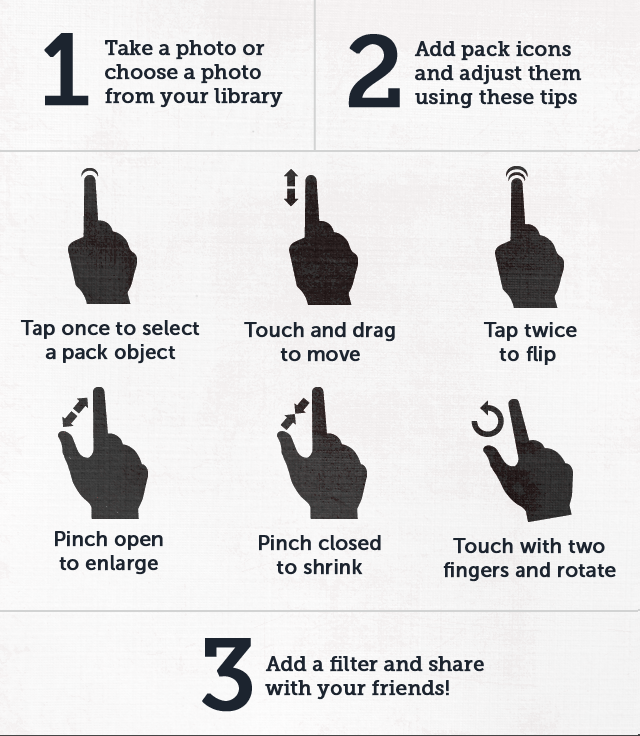 1
Take a photo or
choose a photo
from your library
2
Add pack icons
and adjust them
using these tips
Tap once to select
a pack object
Touch and drag
to move
Tap twice
to flip
Pinch open
to enlarge
Pinch closed
to shrink
Touch with two
fingers and rotate
3
Add a filter and share
with your friends!